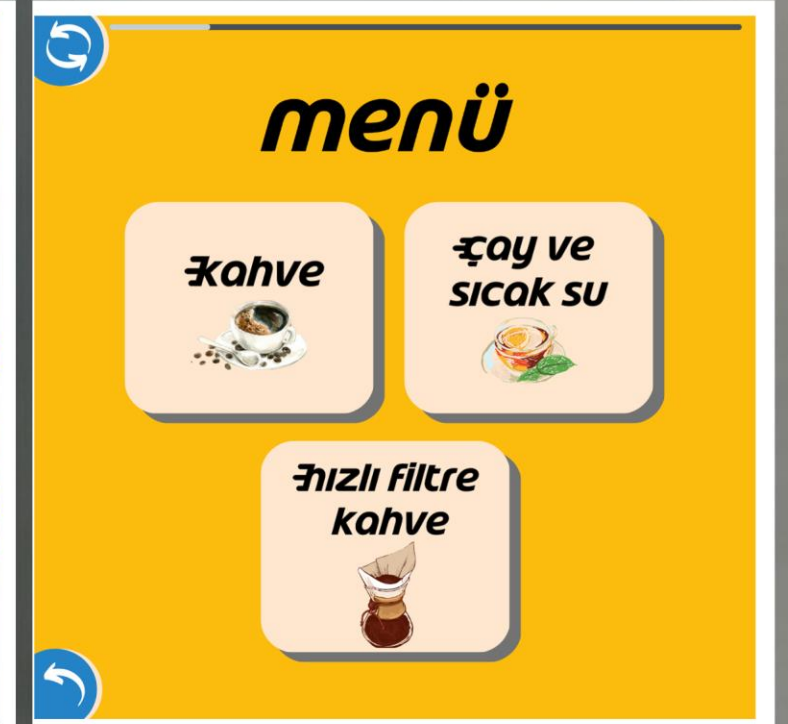 menü
kahve
çay ve
sıcak su
hızlı filtre
kahve